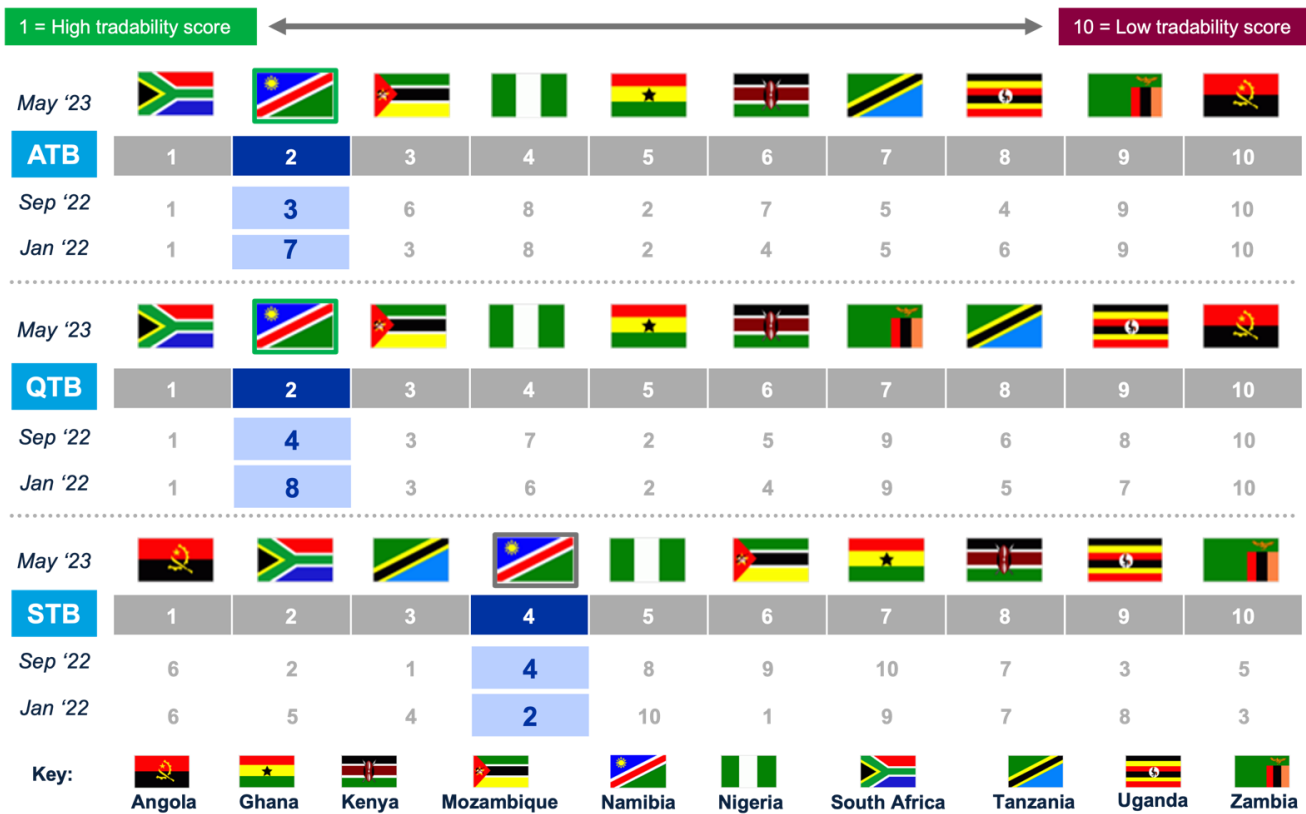 1 = High tradability score 10 = Low tradability score
May ‘23
ATB 1 2 3 4 5 6 7 8 9 10
Sep ‘22 1 3 6 8 2 7 5 4 9 10
Jan ‘22 1 7 3 8 2 4 5 6 9 10
May ‘23
QTB 1 2 3 4 5 6 7 8 9 10
Sep ‘22 1 4 3 7 2 5 9 6 8 10
Jan ‘22 1 8 3 6 2 4 9 5 7 10
May ‘23
STB 1 2 3 4 5 6 7 8 9 10
Sep ‘22 6 2 1 4 8 9 10 7 3 5
Jan ‘22 6 5 4 2 10 1 9 7 8 3
Key:
Angola Ghana Kenya Mozambique Namibia Nigeria South Africa Tanzania Uganda Zambia